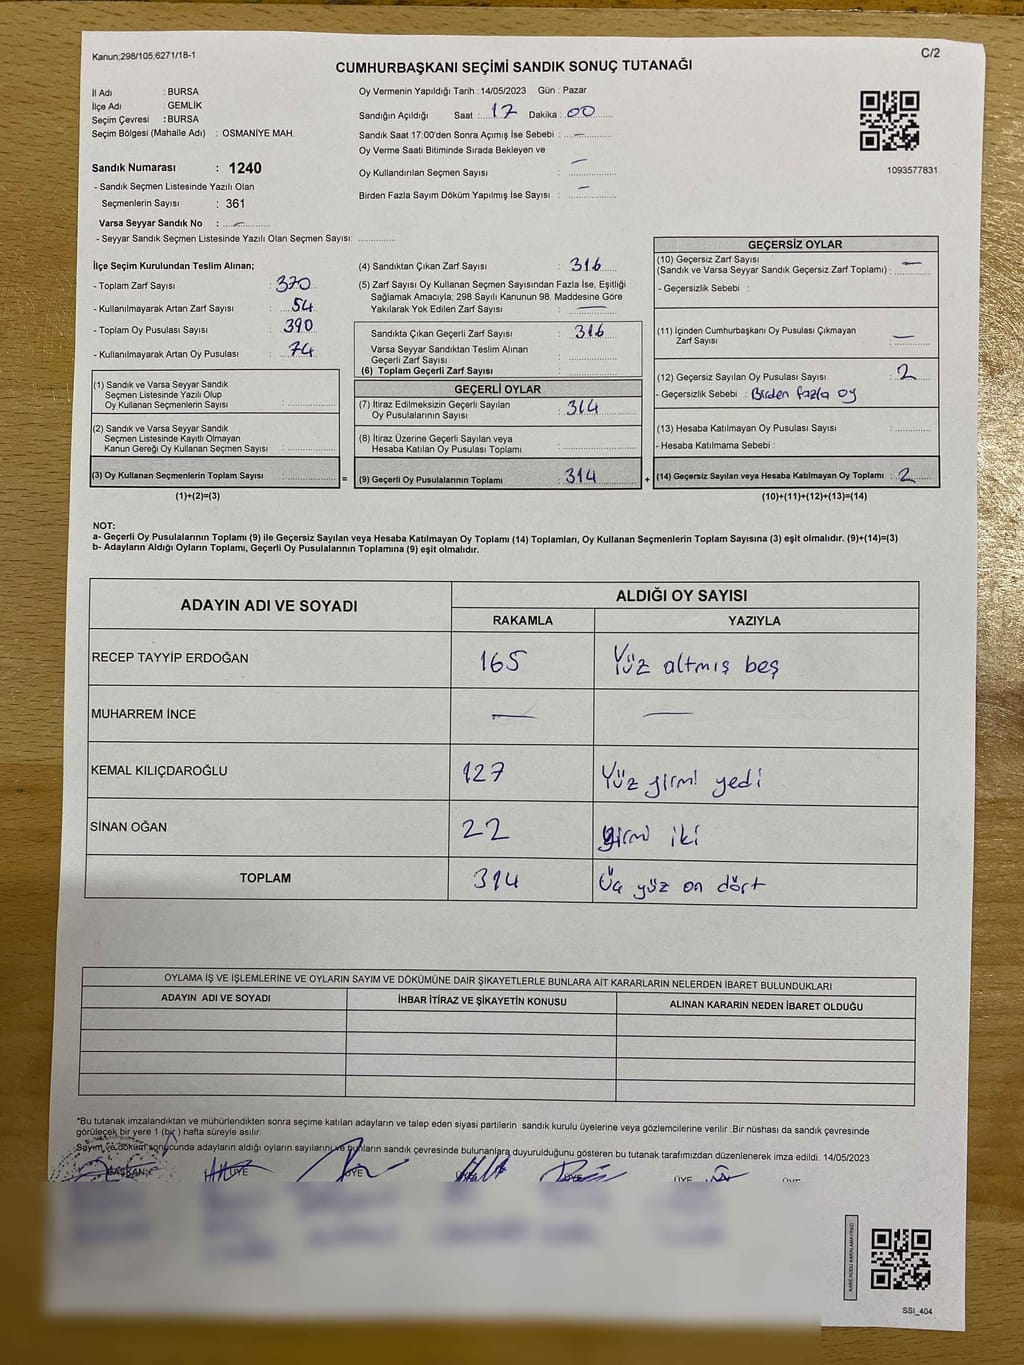 Kanun;298/105,6271/18-1
C/2
CUMHURBAŞKANI SEÇİMİ SANDIK SONUÇ TUTANAĞI
İl Adı : BURSA
İlçe Adı : GEMLİK
Seçim Çevresi : BURSA
Seçim Bölgesi (Mahalle Adı) : OSMANİYE MAH.
Sandık Numarası : 1240
- Sandık Seçmen Listesinde Yazılı Olan
Seçmenlerin Sayısı : 361
Varsa Seyyar Sandık No : —
- Seyyar Sandık Seçmen Listesinde Yazılı Olan Seçmen Sayısı:
Oy Vermenin Yapıldığı Tarih : 14/05/2023 Gün : Pazar
Sandığın Açıldığı Saat : 17 Dakika : 00
Sandık Saat 17:00'den Sonra Açımış İse Sebebi : —
Oy Verme Saati Bitiminde Sırada Bekleyen ve
Oy Kullandırılan Seçmen Sayısı : —
Birden Fazla Sayım Döküm Yapılmış İse Sayısı : —
1093577831
İlçe Seçim Kurulundan Teslim Alınan;
- Toplam Zarf Sayısı : 370
- Kullanılmayarak Artan Zarf Sayısı : 54
- Toplam Oy Pusulası Sayısı : 390
- Kullanılmayarak Artan Oy Pusulası : 74
(1) Sandık ve Varsa Seyyar Sandık
Seçmen Listesinde Yazılı Olup
Oy Kullanan Seçmenlerin Sayısı :
(2) Sandık ve Varsa Seyyar Sandık
Seçmen Listesinde Kayıtlı Olmayan
Kanun Gereği Oy Kullanan Seçmen Sayısı :
(3) Oy Kullanan Seçmenlerin Toplam Sayısı :
(1)+(2)=(3)
(4) Sandıktan Çıkan Zarf Sayısı : 316
(5) Zarf Sayısı Oy Kullanan Seçmen Sayısından Fazla İse, Eşitliği
Sağlamak Amacıyla; 298 Sayılı Kanunun 98. Maddesine Göre
Yakılarak Yok Edilen Zarf Sayısı : —
Sandıkta Çıkan Geçerli Zarf Sayısı : 316
Varsa Seyyar Sandıktan Teslim Alınan
Geçerli Zarf Sayısı :
(6) Toplam Geçerli Zarf Sayısı :
GEÇERLİ OYLAR
(7) İtiraz Edilmeksizin Geçerli Sayılan
Oy Pusulalarının Sayısı : 314
(8) İtiraz Üzerine Geçerli Sayılan veya
Hesaba Katılan Oy Pusulaları Toplamı :
= (9) Geçerli Oy Pusulalarının Toplamı : 314 +
GEÇERSİZ OYLAR
(10) Geçersiz Zarf Sayısı
(Sandık ve Varsa Seyyar Sandık Geçersiz Zarf Toplamı) : —
- Geçersizlik Sebebi :
(11) İçinden Cumhurbaşkanı Oy Pusulası Çıkmayan
Zarf Sayısı : —
(12) Geçersiz Sayılan Oy Pusulası Sayısı : 2
- Geçersizlik Sebebi : Birden fazla oy
(13) Hesaba Katılmayan Oy Pusulası Sayısı :
- Hesaba Katılmama Sebebi :
(14) Geçersiz Sayılan veya Hesaba Katılmayan Oy Toplamı : 2
(10)+(11)+(12)+(13)=(14)
NOT:
a- Geçerli Oy Pusulalarının Toplamı (9) ile Geçersiz Sayılan veya Hesaba Katılmayan Oy Toplamı (14) Toplamları, Oy Kullanan Seçmenlerin Toplam Sayısına (3) eşit olmalıdır. (9)+(14)=(3)
b- Adayların Aldığı Oyların Toplamı, Geçerli Oy Pusulalarının Toplamına (9) eşit olmalıdır.
ADAYIN ADI VE SOYADI ALDIĞI OY SAYISI
RAKAMLA YAZIYLA
RECEP TAYYİP ERDOĞAN 165 Yüz altmış beş
MUHARREM İNCE — —
KEMAL KILIÇDAROĞLU 127 Yüz yirmi yedi
SİNAN OĞAN 22 yirmi iki
TOPLAM 314 Üç yüz on dört
OYLAMA İŞ VE İŞLEMLERİNE VE OYLARIN SAYIM VE DÖKÜMÜNE DAİR ŞİKAYETLERLE BUNLARA AİT KARARLARIN NELERDEN İBARET BULUNDUKLARI
ADAYIN ADI VE SOYADI İHBAR İTİRAZ VE ŞİKAYETİN KONUSU ALINAN KARARIN NEDEN İBARET OLDUĞU
*Bu tutanak imzalandıktan ve mühürlendikten sonra seçime katılan adayların ve talep eden siyasi partilerin sandık kurulu üyelerine veya gözlemcilerine verilir .Bir nüshası da sandık çevresinde
görülecek bir yere 1 (bir ) hafta süreyle asılır.
Sayım ve döküm sonucunda adayların aldığı oyların sayılarını ve bunların sandık çevresinde bulunanlara duyurulduğunu gösteren bu tutanak tarafımızdan düzenlenerek imza edildi. 14/05/2023
BAŞKAN ÜYE ÜYE ÜYE ÜYE
SSI_404